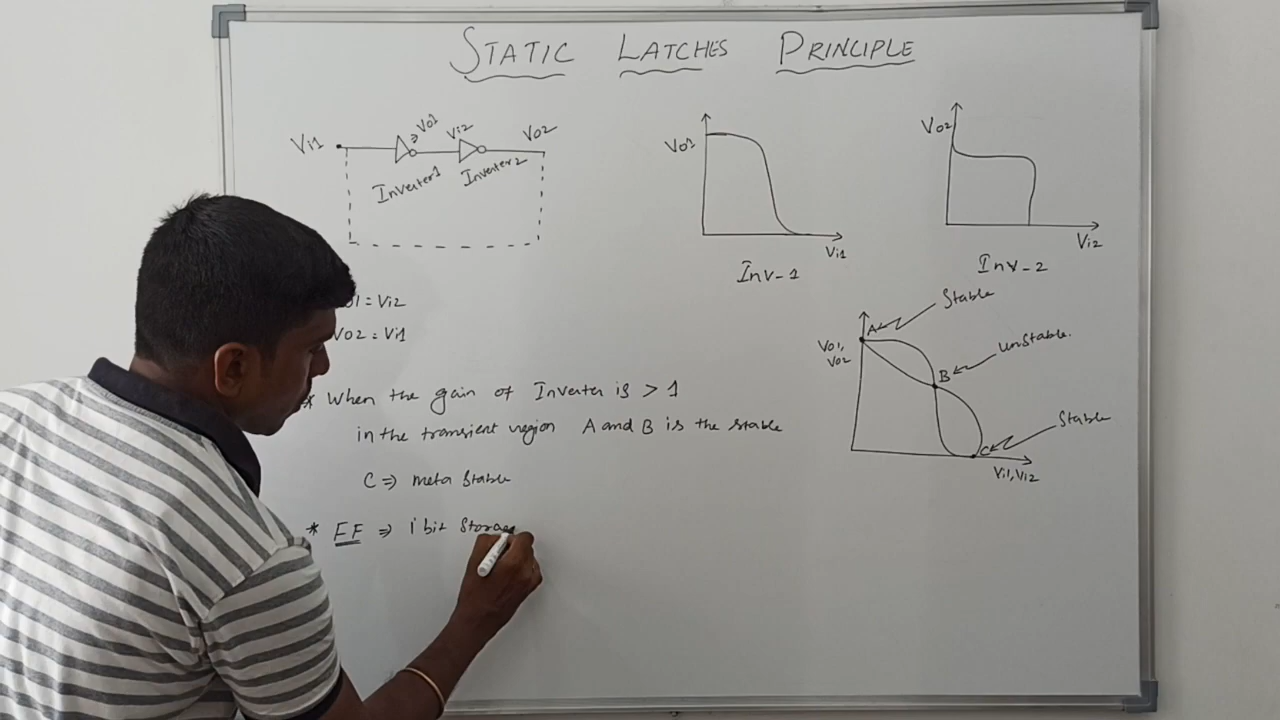 STATIC LATCHES PRINCIPLE
Vi1
Vo1
Vi2
Vo2
Inverter1
Inverter2
Vo1
Vi1
Inv-1
Vo2
Vi2
Inv-2
o1 = Vi2
Vo2 = Vi1
* When the gain of Inverter is > 1
in the transient region A and B is the stable
C => meta stable
* FF => 1 bit Storag
Vo1,
Vo2
A
Stable
B
unstable.
C
Stable
Vi1, Vi2